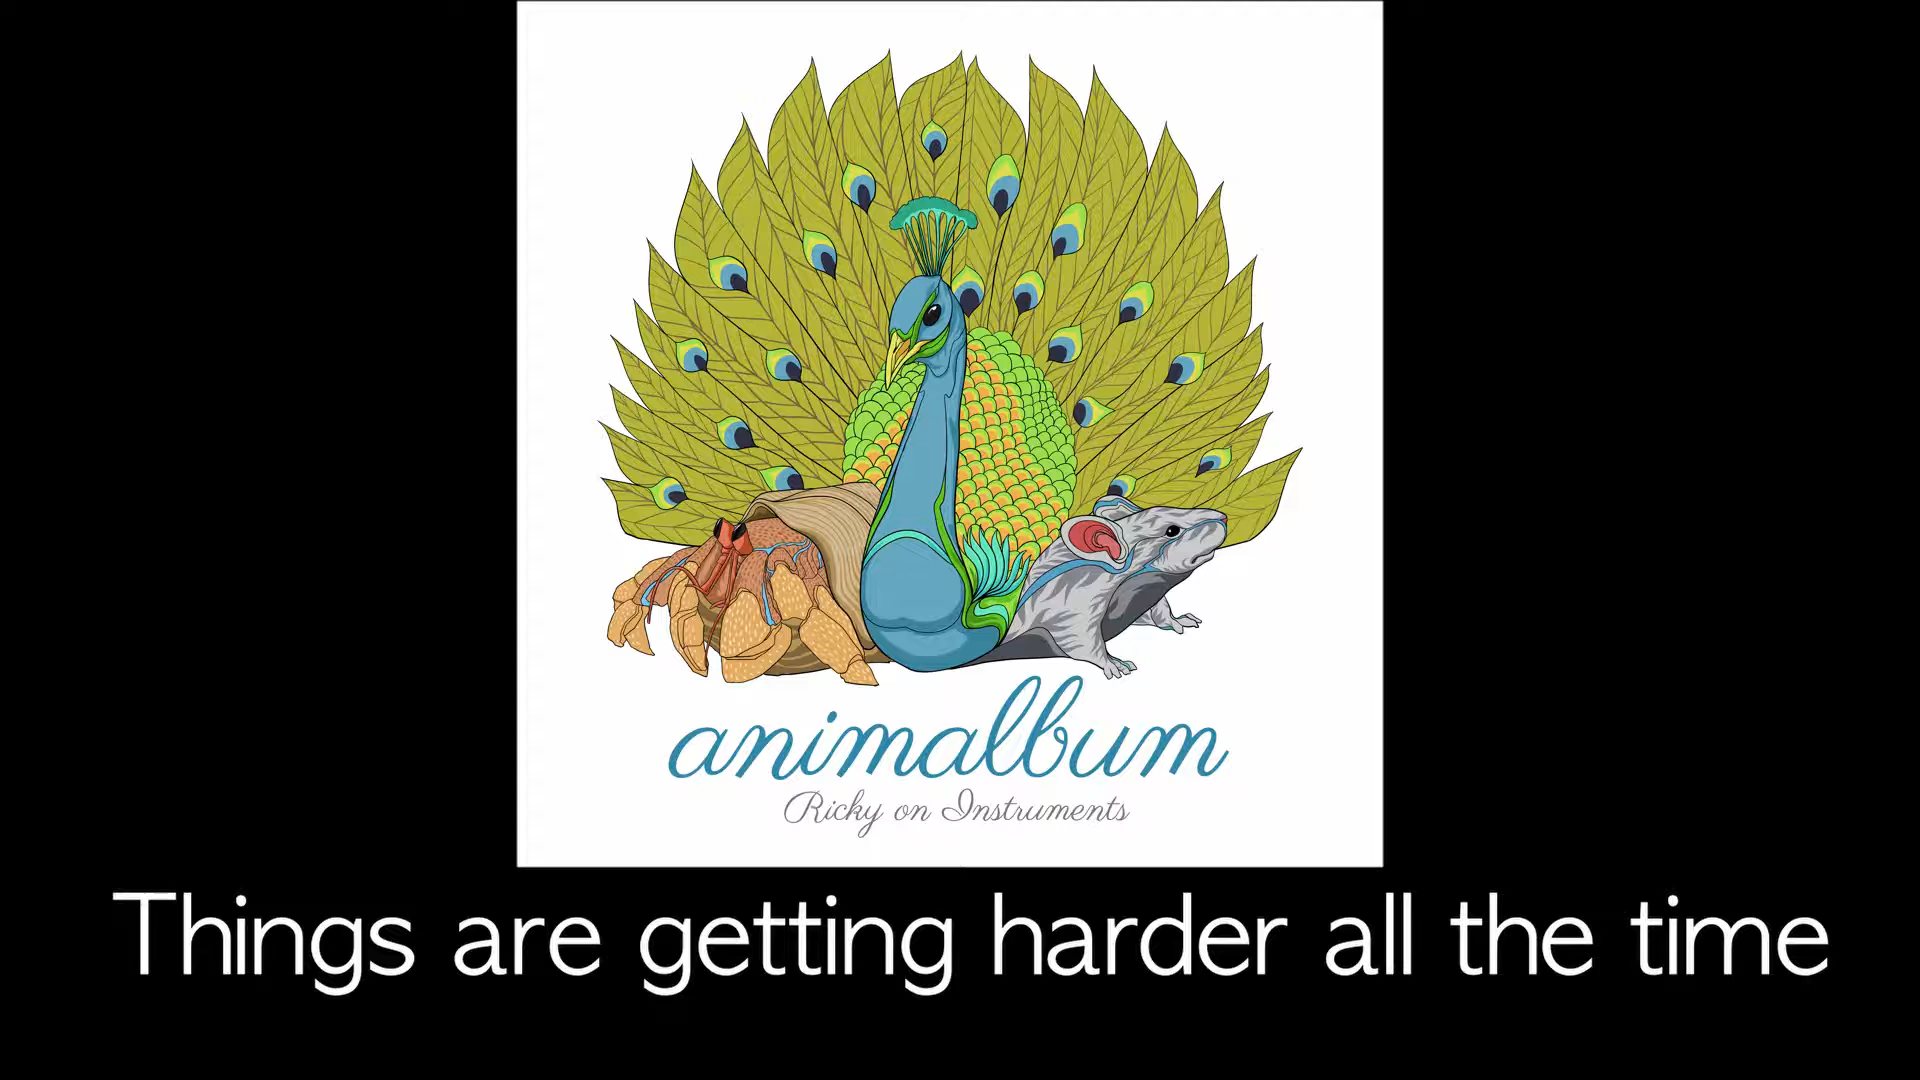 animalbum
Ricky on Instruments
Things are getting harder all the time